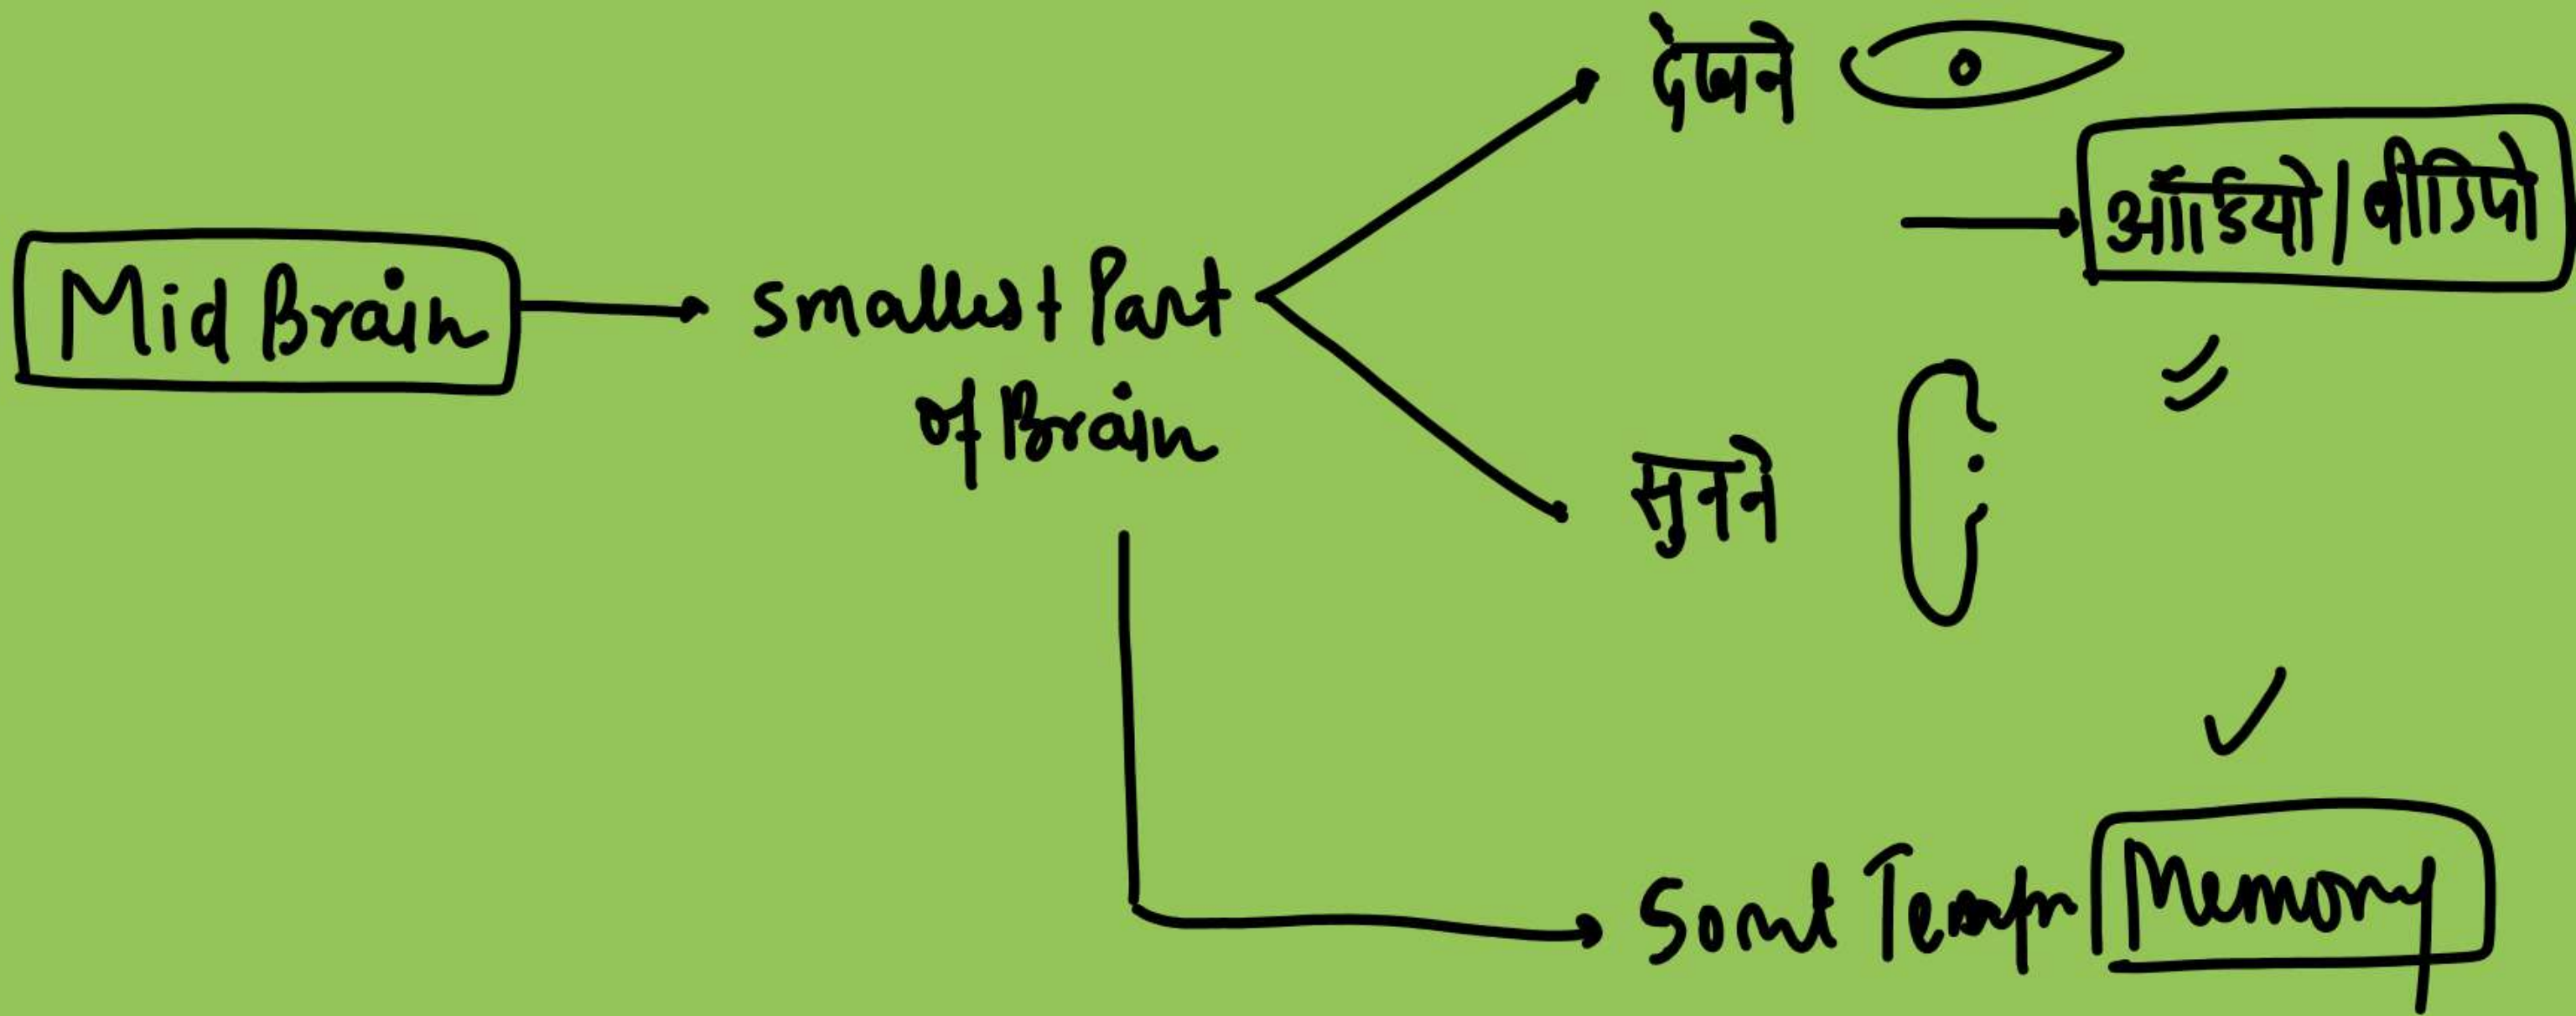 Mid Brain
smallest Part
of Brain
देखने
ऑडियो / वीडियो
सुनने
Memory